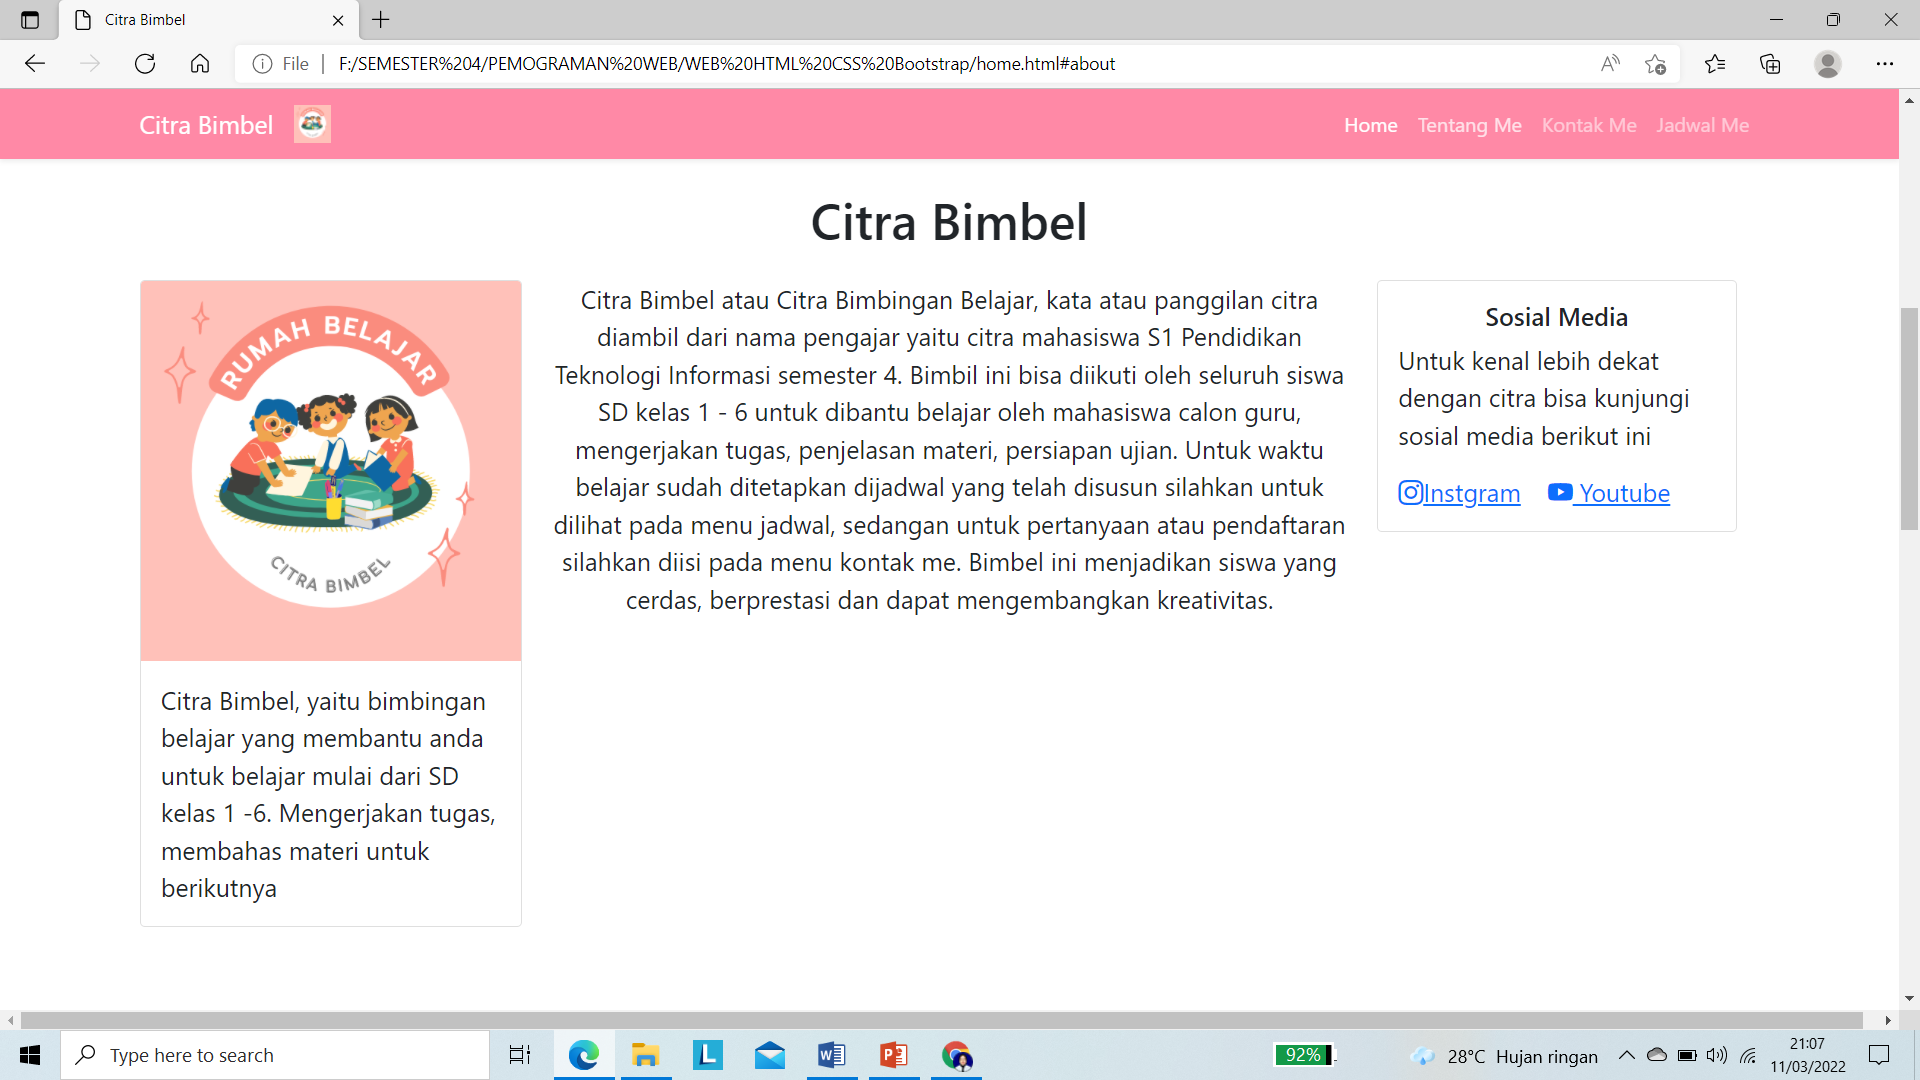 Citra Bimbel
File
F:/SEMESTER%204/PEMOGRAMAN%20WEB/WEB%20HTML%20CSS%20Bootstrap/home.html#about
Citra Bimbel
Home Tentang Me Kontak Me Jadwal Me
Citra Bimbel
RUMAH BELAJAR
CITRA BIMBEL
Citra Bimbel, yaitu bimbingan
belajar yang membantu anda
untuk belajar mulai dari SD
kelas 1 -6. Mengerjakan tugas,
membahas materi untuk
berikutnya
Citra Bimbel atau Citra Bimbingan Belajar, kata atau panggilan citra
diambil dari nama pengajar yaitu citra mahasiswa S1 Pendidikan
Teknologi Informasi semester 4. Bimbil ini bisa diikuti oleh seluruh siswa
SD kelas 1 - 6 untuk dibantu belajar oleh mahasiswa calon guru,
mengerjakan tugas, penjelasan materi, persiapan ujian. Untuk waktu
belajar sudah ditetapkan dijadwal yang telah disusun silahkan untuk
dilihat pada menu jadwal, sedangan untuk pertanyaan atau pendaftaran
silahkan diisi pada menu kontak me. Bimbel ini menjadikan siswa yang
cerdas, berprestasi dan dapat mengembangkan kreativitas.
Sosial Media
Untuk kenal lebih dekat
dengan citra bisa kunjungi
sosial media berikut ini
Instgram Youtube
Type here to search
92%
28°C Hujan ringan
21:07
11/03/2022